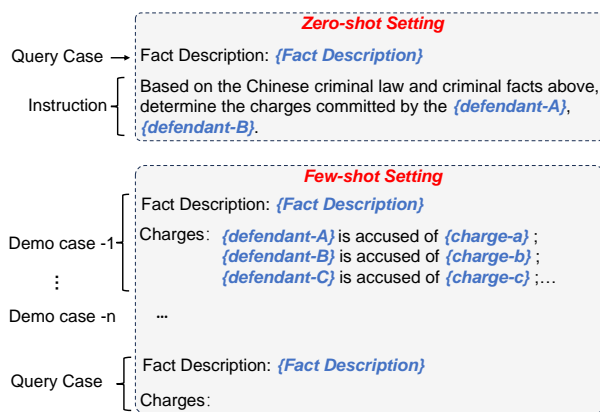 Zero-shot Setting
Query Case
Fact Description: {Fact Description}
Instruction
Based on the Chinese criminal law and criminal facts above,
determine the charges committed by the {defendant-A},
{defendant-B}.
Few-shot Setting
Fact Description: {Fact Description}
Demo case -1
Charges: {defendant-A} is accused of {charge-a} ;
{defendant-B} is accused of {charge-b} ;
{defendant-C} is accused of {charge-c} ;...
⋮
Demo case -n
...
Query Case
Fact Description: {Fact Description}
Charges: